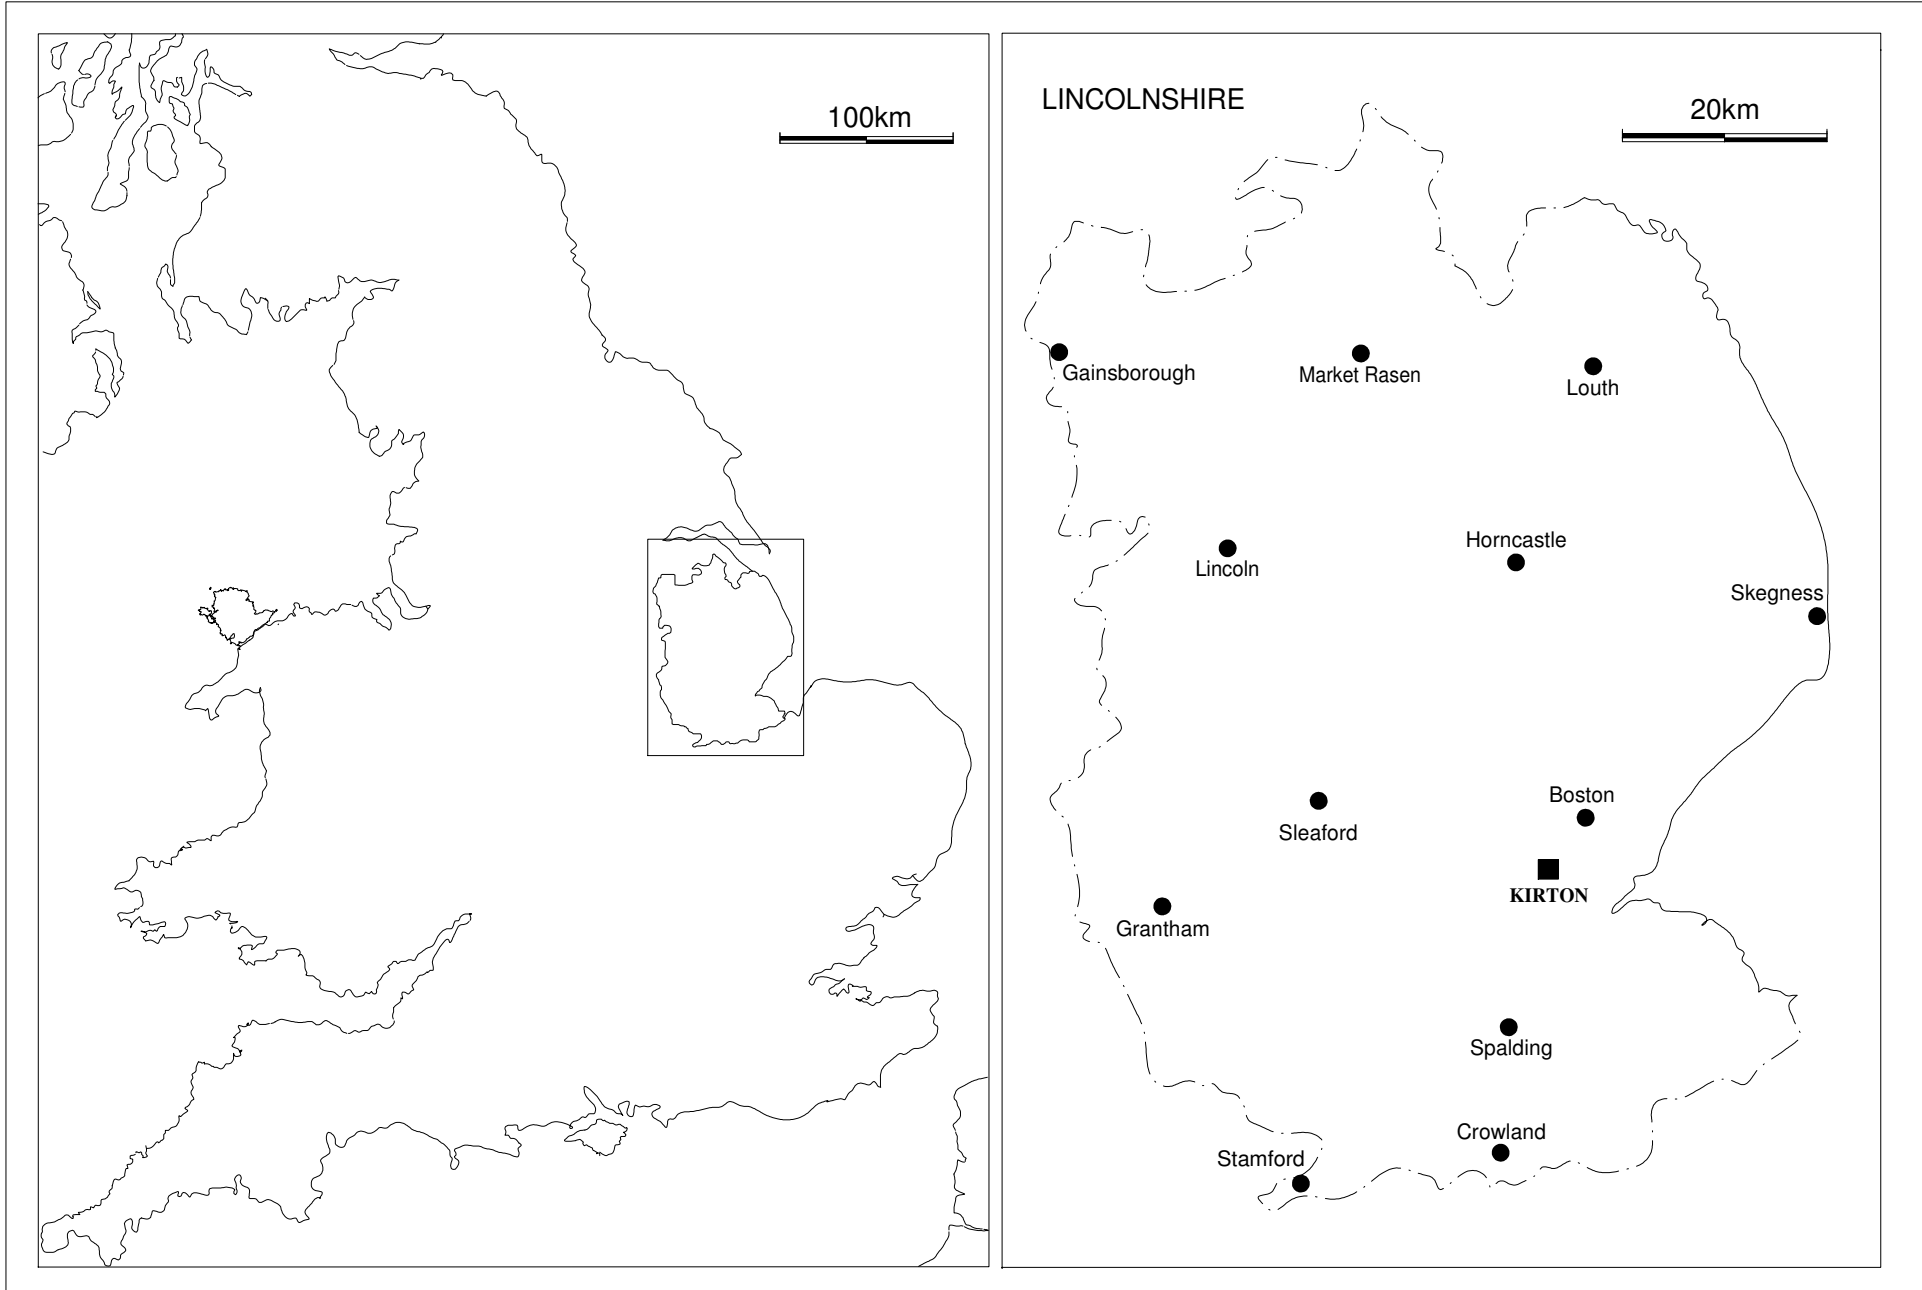 100km
LINCOLNSHIRE
20km
Gainsborough
Market Rasen
Louth
Horncastle
Lincoln
Skegness
Boston
Sleaford
KIRTON
Grantham
Spalding
Crowland
Stamford